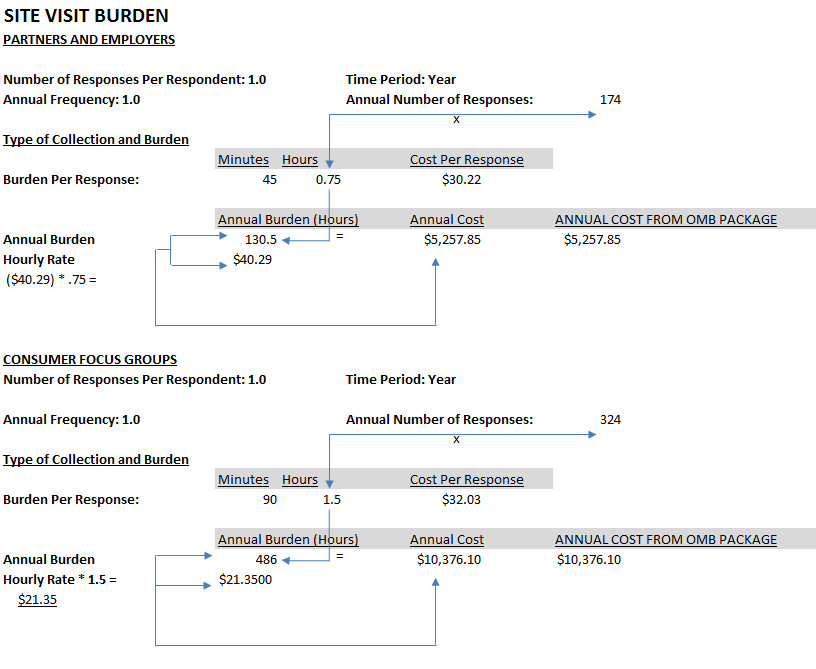 SITE VISIT BURDEN
PARTNERS AND EMPLOYERS
Number of Responses Per Respondent: 1.0 Time Period: Year
Annual Frequency: 1.0 Annual Number of Responses: 174
x
Type of Collection and Burden
Minutes Hours Cost Per Response
Burden Per Response: 45 0.75 $30.22
Annual Burden (Hours) Annual Cost ANNUAL COST FROM OMB PACKAGE
Annual Burden 130.5 = $5,257.85 $5,257.85
Hourly Rate $40.29
($40.29) * .75 =
CONSUMER FOCUS GROUPS
Number of Responses Per Respondent: 1.0 Time Period: Year
Annual Frequency: 1.0 Annual Number of Responses: 324
x
Type of Collection and Burden
Minutes Hours Cost Per Response
Burden Per Response: 90 1.5 $32.03
Annual Burden (Hours) Annual Cost ANNUAL COST FROM OMB PACKAGE
Annual Burden 486 = $10,376.10 $10,376.10
Hourly Rate * 1.5 = $21.3500
$21.35